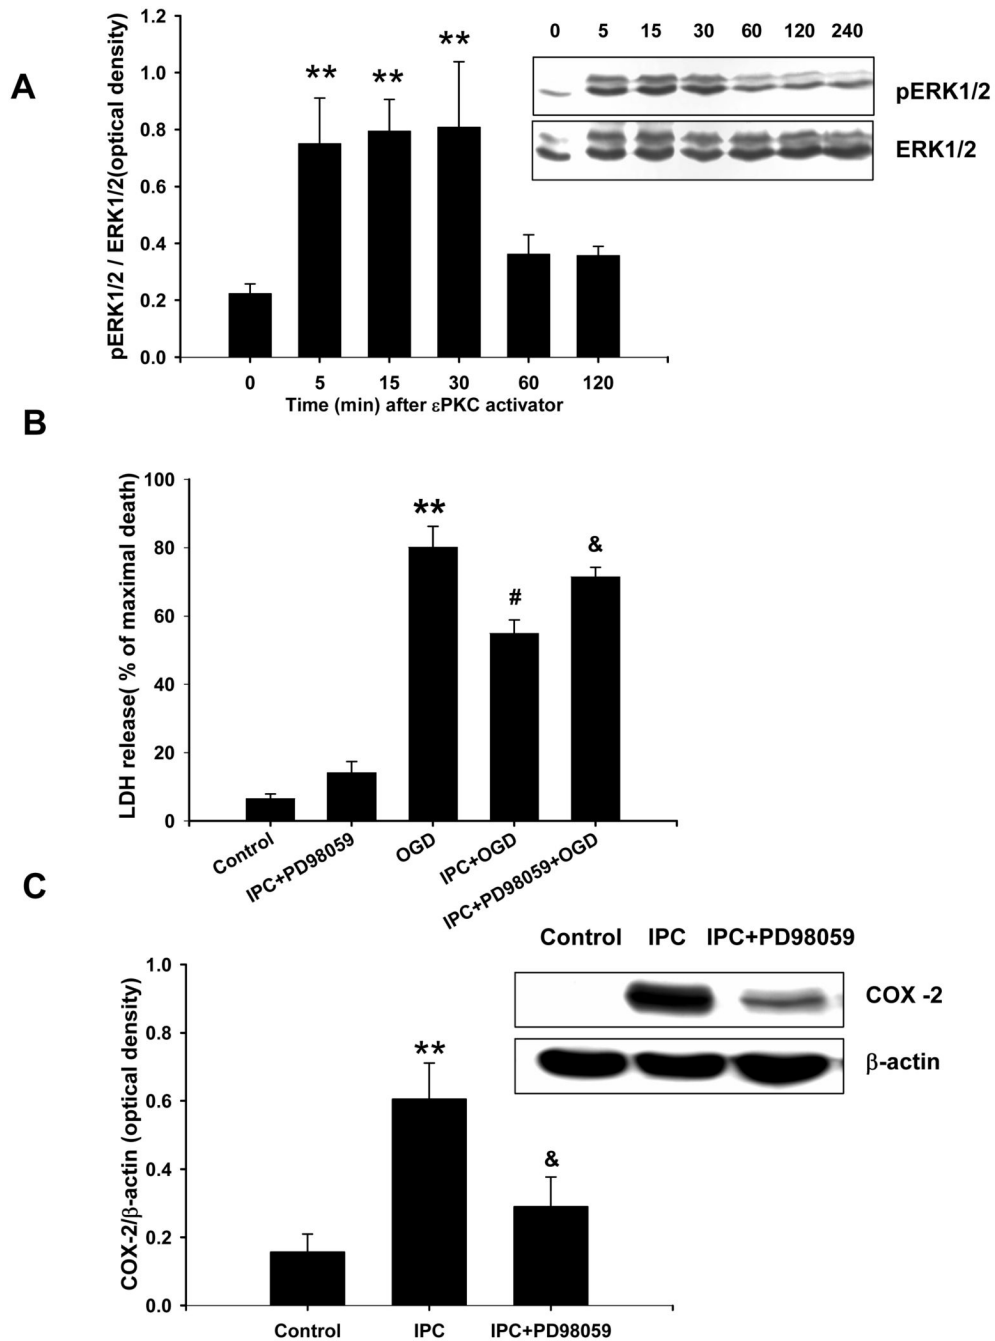 A
pERK1/2 / ERK1/2(optical density)
1.2
1.0
0.8
0.6
0.4
0.2
0.0
** ** **
0 5 15 30 60 120
Time (min) after εPKC activator
0 5 15 30 60 120 240
pERK1/2
ERK1/2
B
LDH release( % of maximal death)
100
80
60
40
20
0
** # &
Control IPC+PD98059 OGD IPC+OGD IPC+PD98059+OGD
C
COX-2/β-actin (optical density)
1.0
0.8
0.6
0.4
0.2
0.0
** &
Control IPC IPC+PD98059
Control IPC IPC+PD98059
COX -2
β-actin